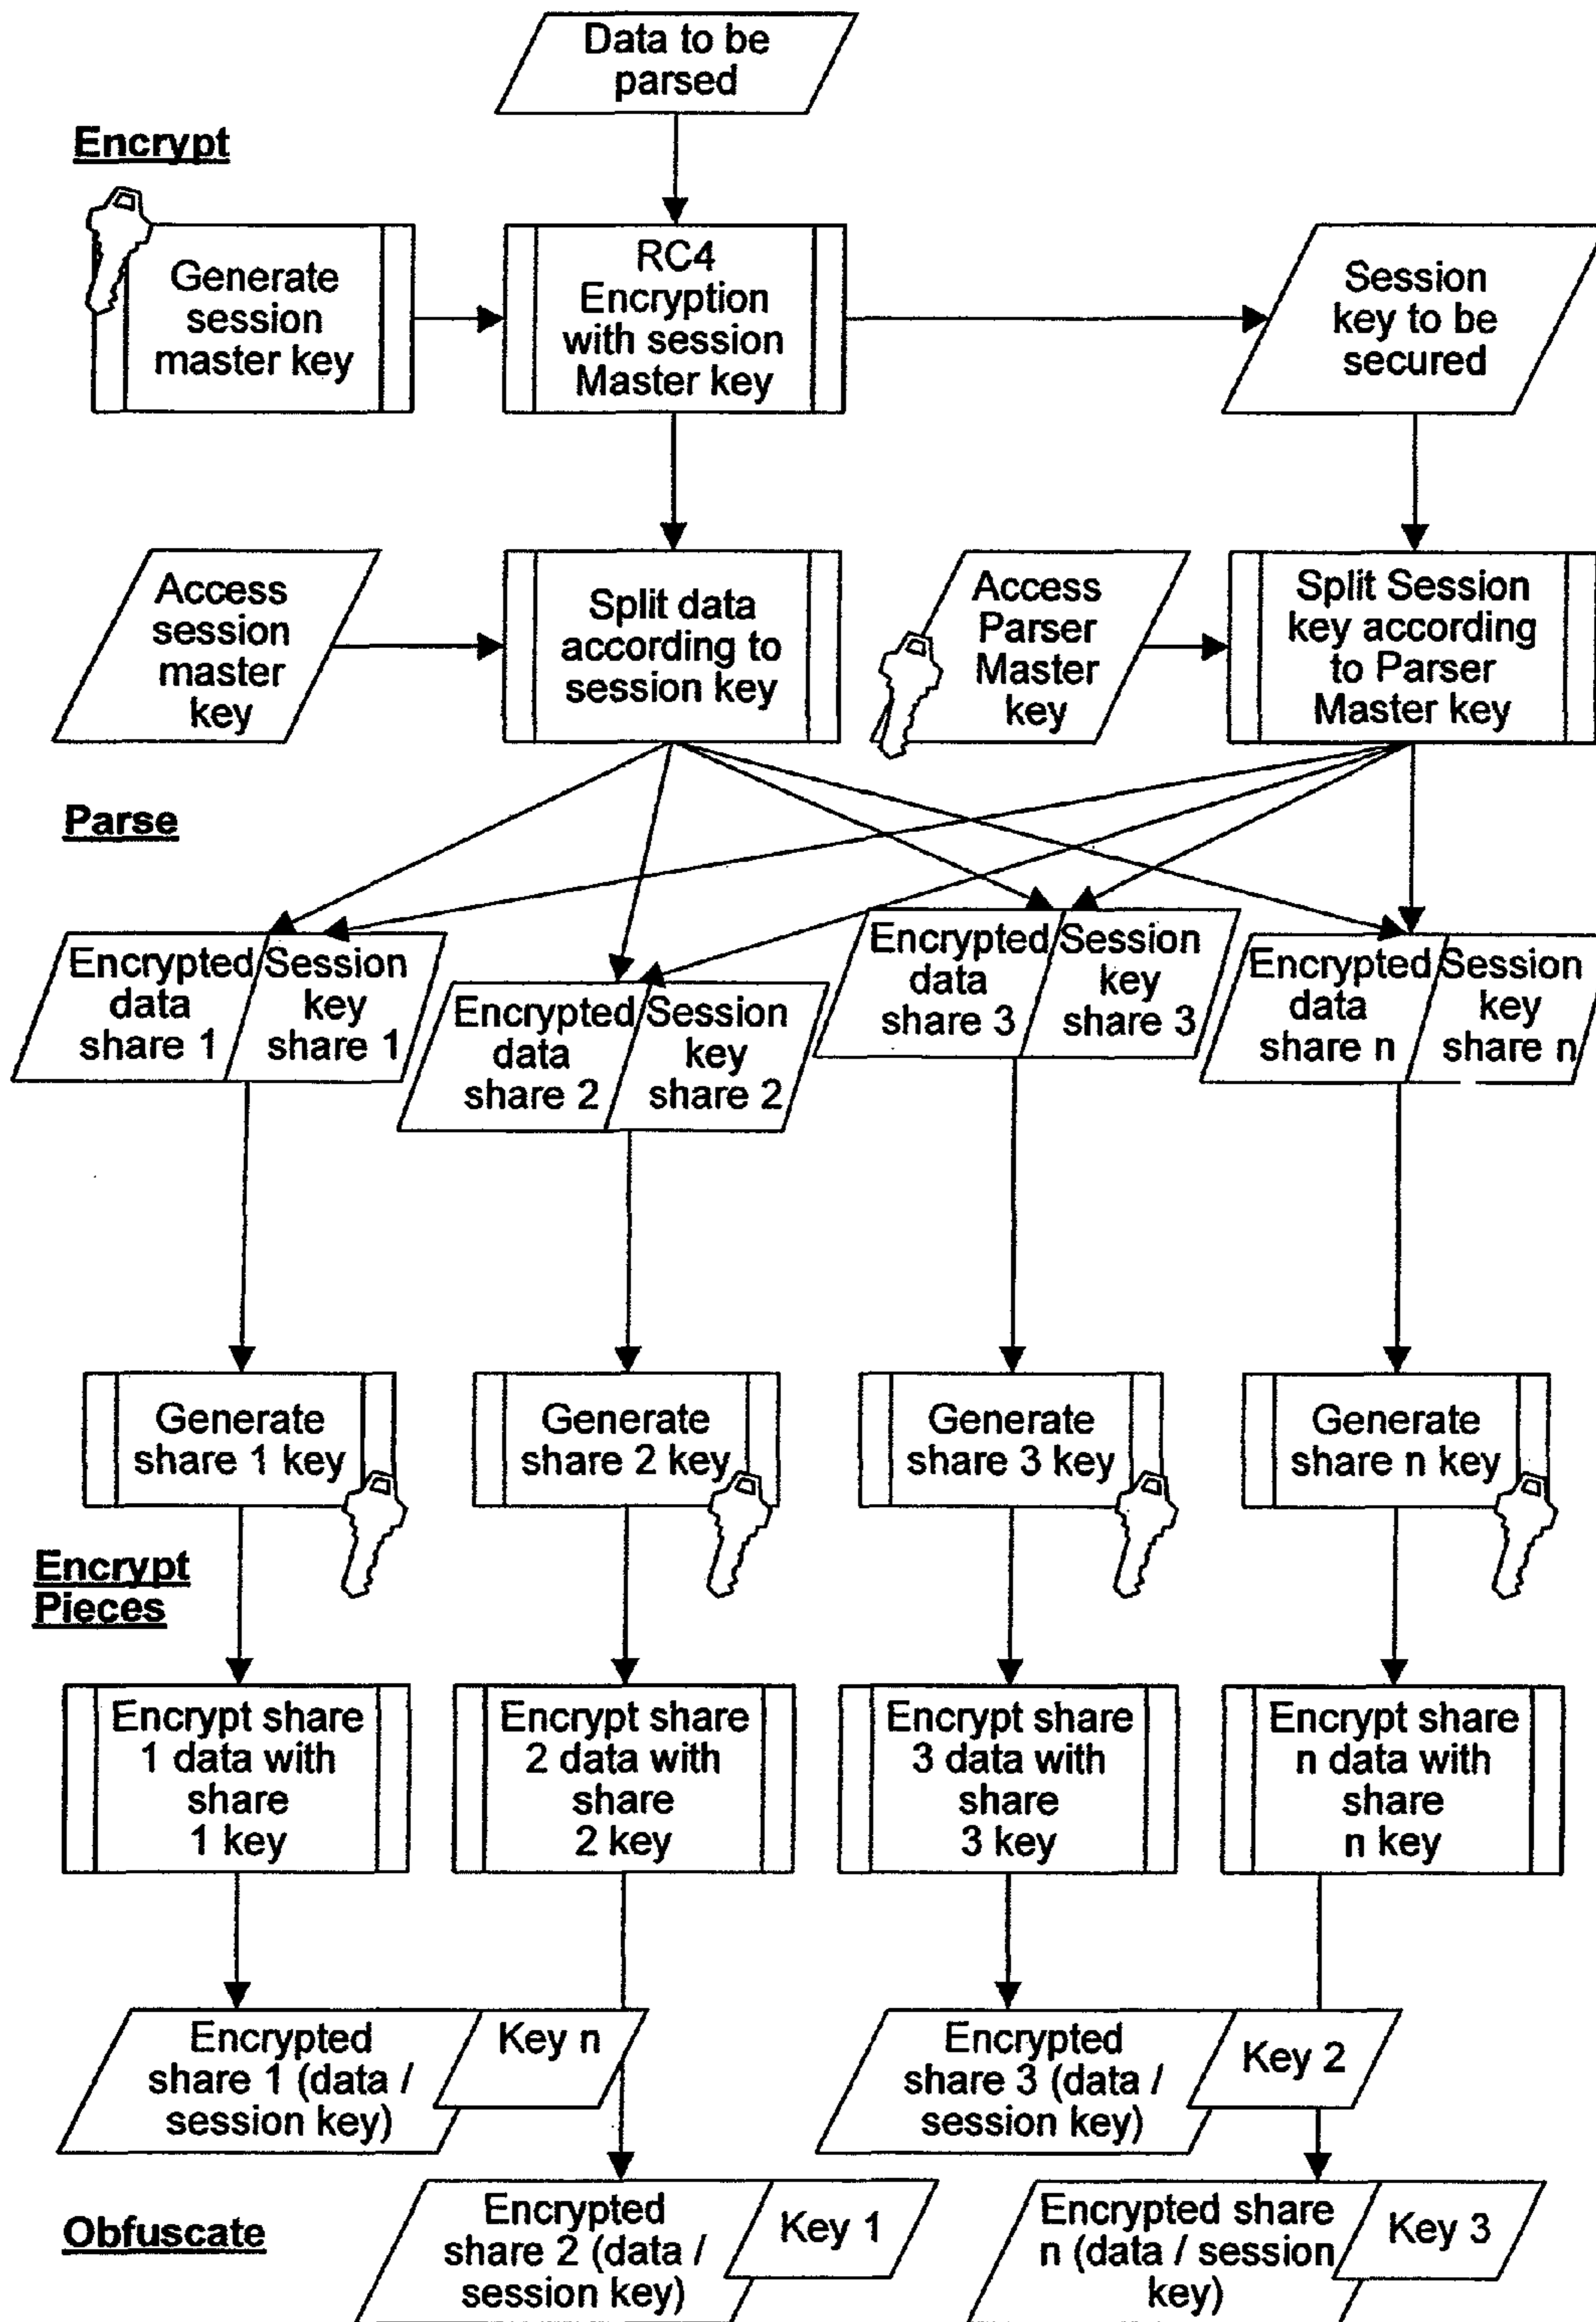 Data to be
parsed
Encrypt
Generate
session
master key
RC4
Encryption
with session
Master key
Session
key to be
secured
Access
session
master
key
Split data
according to
session key
Access
Parser
Master
key
Split Session
key according
to Parser
Master key
Parse
Encrypted
data
share 1
Session
key
share 1
Encrypted
data
share 2
Session
key
share 2
Encrypted
data
share 3
Session
key
share 3
Encrypted
data
share n
Session
key
share n
Generate
share 1 key
Generate
share 2 key
Generate
share 3 key
Generate
share n key
Encrypt
Pieces
Encrypt share
1 data with
share
1 key
Encrypt share
2 data with
share
2 key
Encrypt share
3 data with
share
3 key
Encrypt share
n data with
share
n key
Encrypted
share 1 (data /
session key)
Key n
Encrypted
share 3 (data /
session key)
Key 2
Obfuscate
Encrypted
share 2 (data /
session key)
Key 1
Encrypted share
n (data / session
key)
Key 3